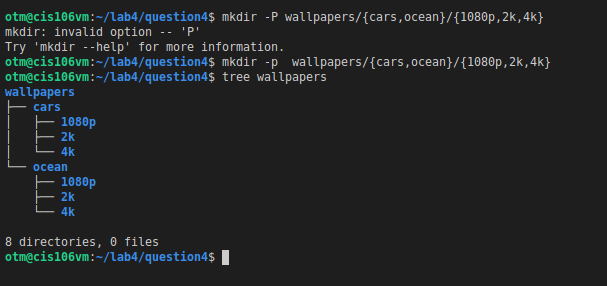 otm@cis106vm:~/lab4/question4$ mkdir -P wallpapers/{cars,ocean}/{1080p,2k,4k}
mkdir: invalid option -- 'P'
Try 'mkdir --help' for more information.
otm@cis106vm:~/lab4/question4$ mkdir -p  wallpapers/{cars,ocean}/{1080p,2k,4k}
otm@cis106vm:~/lab4/question4$ tree wallpapers
wallpapers
├── cars
│   ├── 1080p
│   ├── 2k
│   └── 4k
└── ocean
    ├── 1080p
    ├── 2k
    └── 4k

8 directories, 0 files
otm@cis106vm:~/lab4/question4$